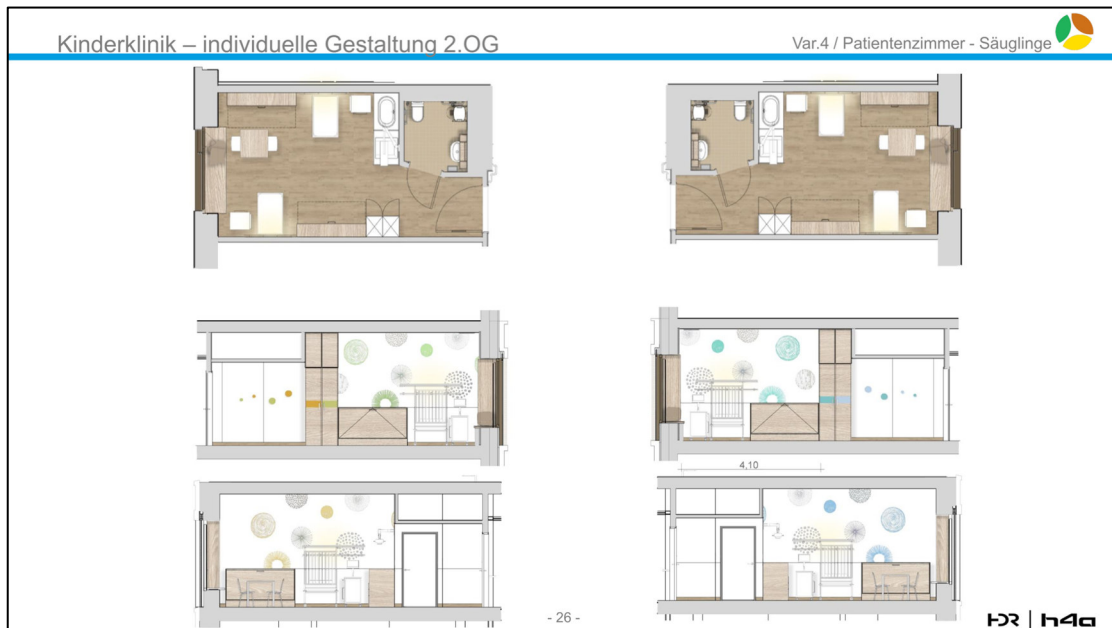 Kinderklinik – individuelle Gestaltung 2.OG
Var.4 / Patientenzimmer - Säuglinge
4,10
- 26 -
HDR | h4a